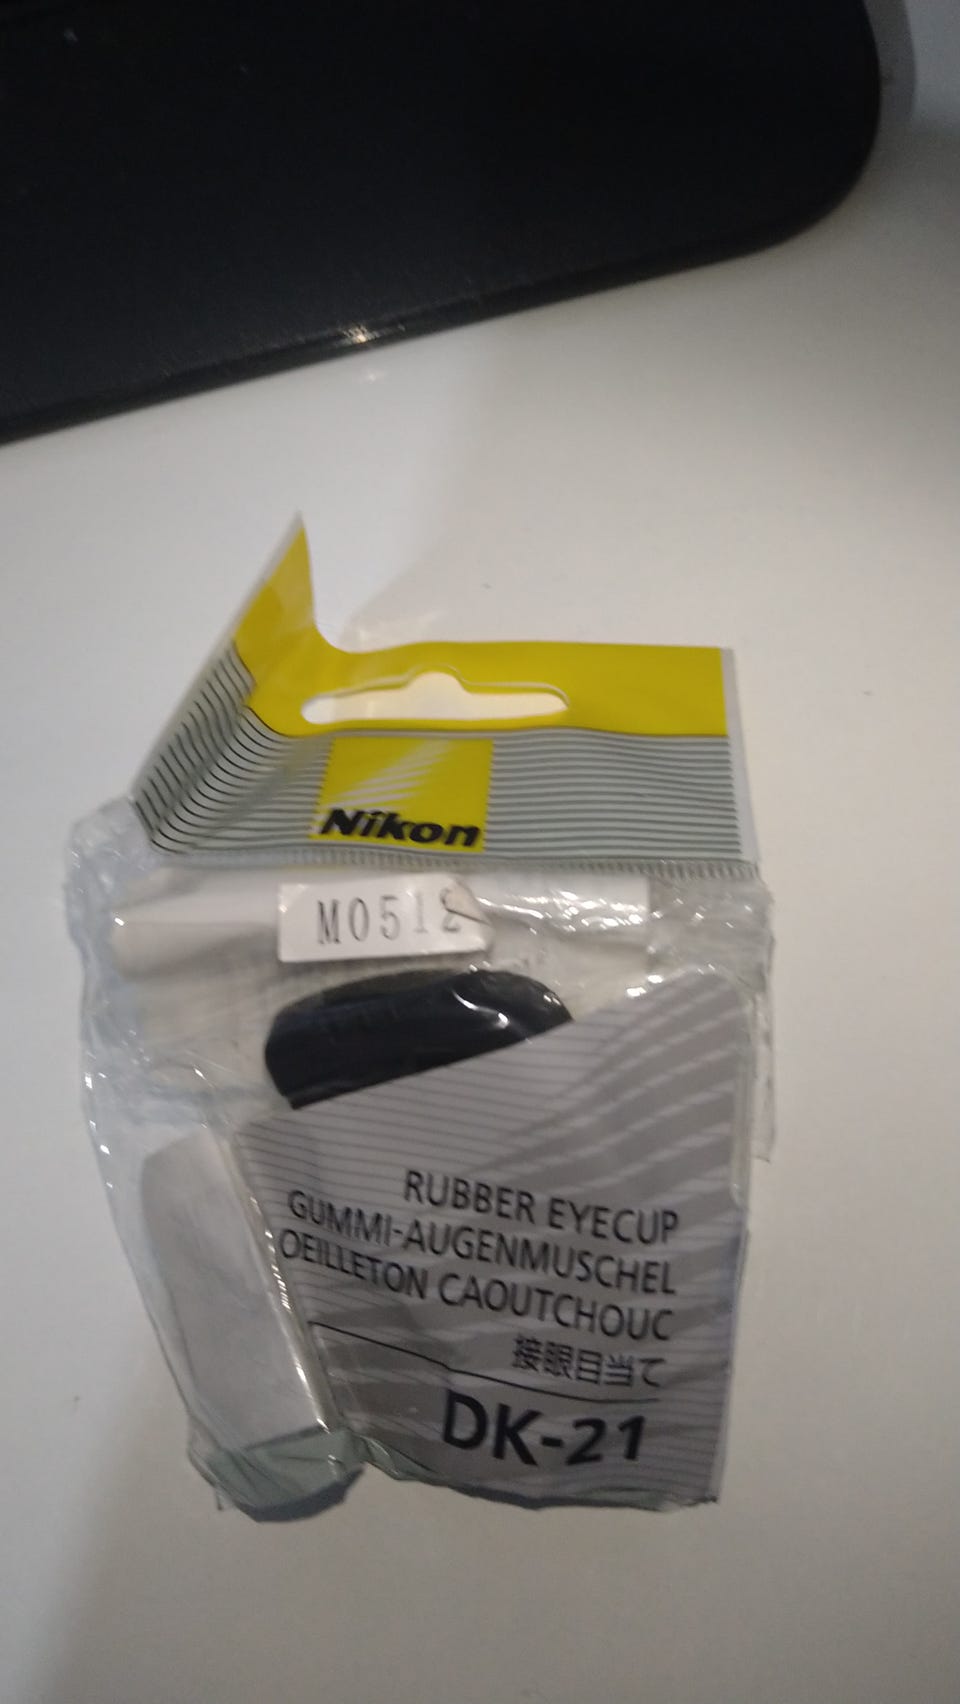 Nikon
M0512
RUBBER EYECUP
GUMMI-AUGENMUSCHEL
OEILLETON CAOUTCHOUC
接眼目当て
DK-21